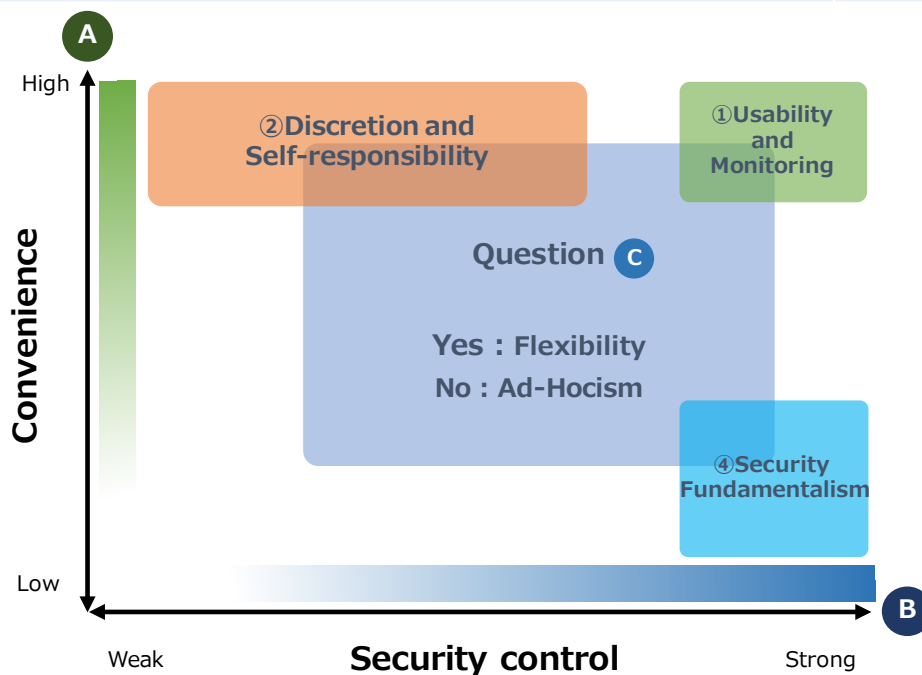 A
High
②Discretion and
Self-responsibility
①Usability
and
Monitoring
Convenience
Question C
Yes : Flexibility
No : Ad-Hocism
④Security
Fundamentalism
Low
B
Weak
Security control
Strong